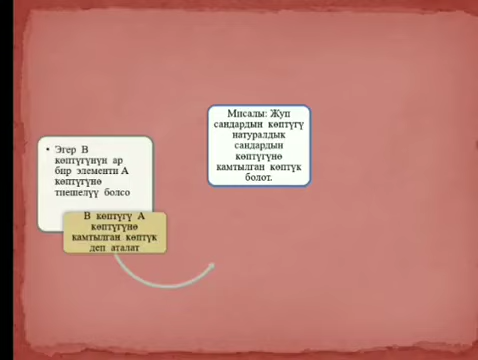 • Эгер В
көптүгүнүн ар
бир элементи А
көптүгүнө
тиешелүү болсо
В көптүгү А
көптүгүнө
камтылган көптүк
деп аталат
Мисалы: Жуп
сандардын көптүгү
натуралдык
сандардын
көптүгүнө
камтылган көптүк
болот.